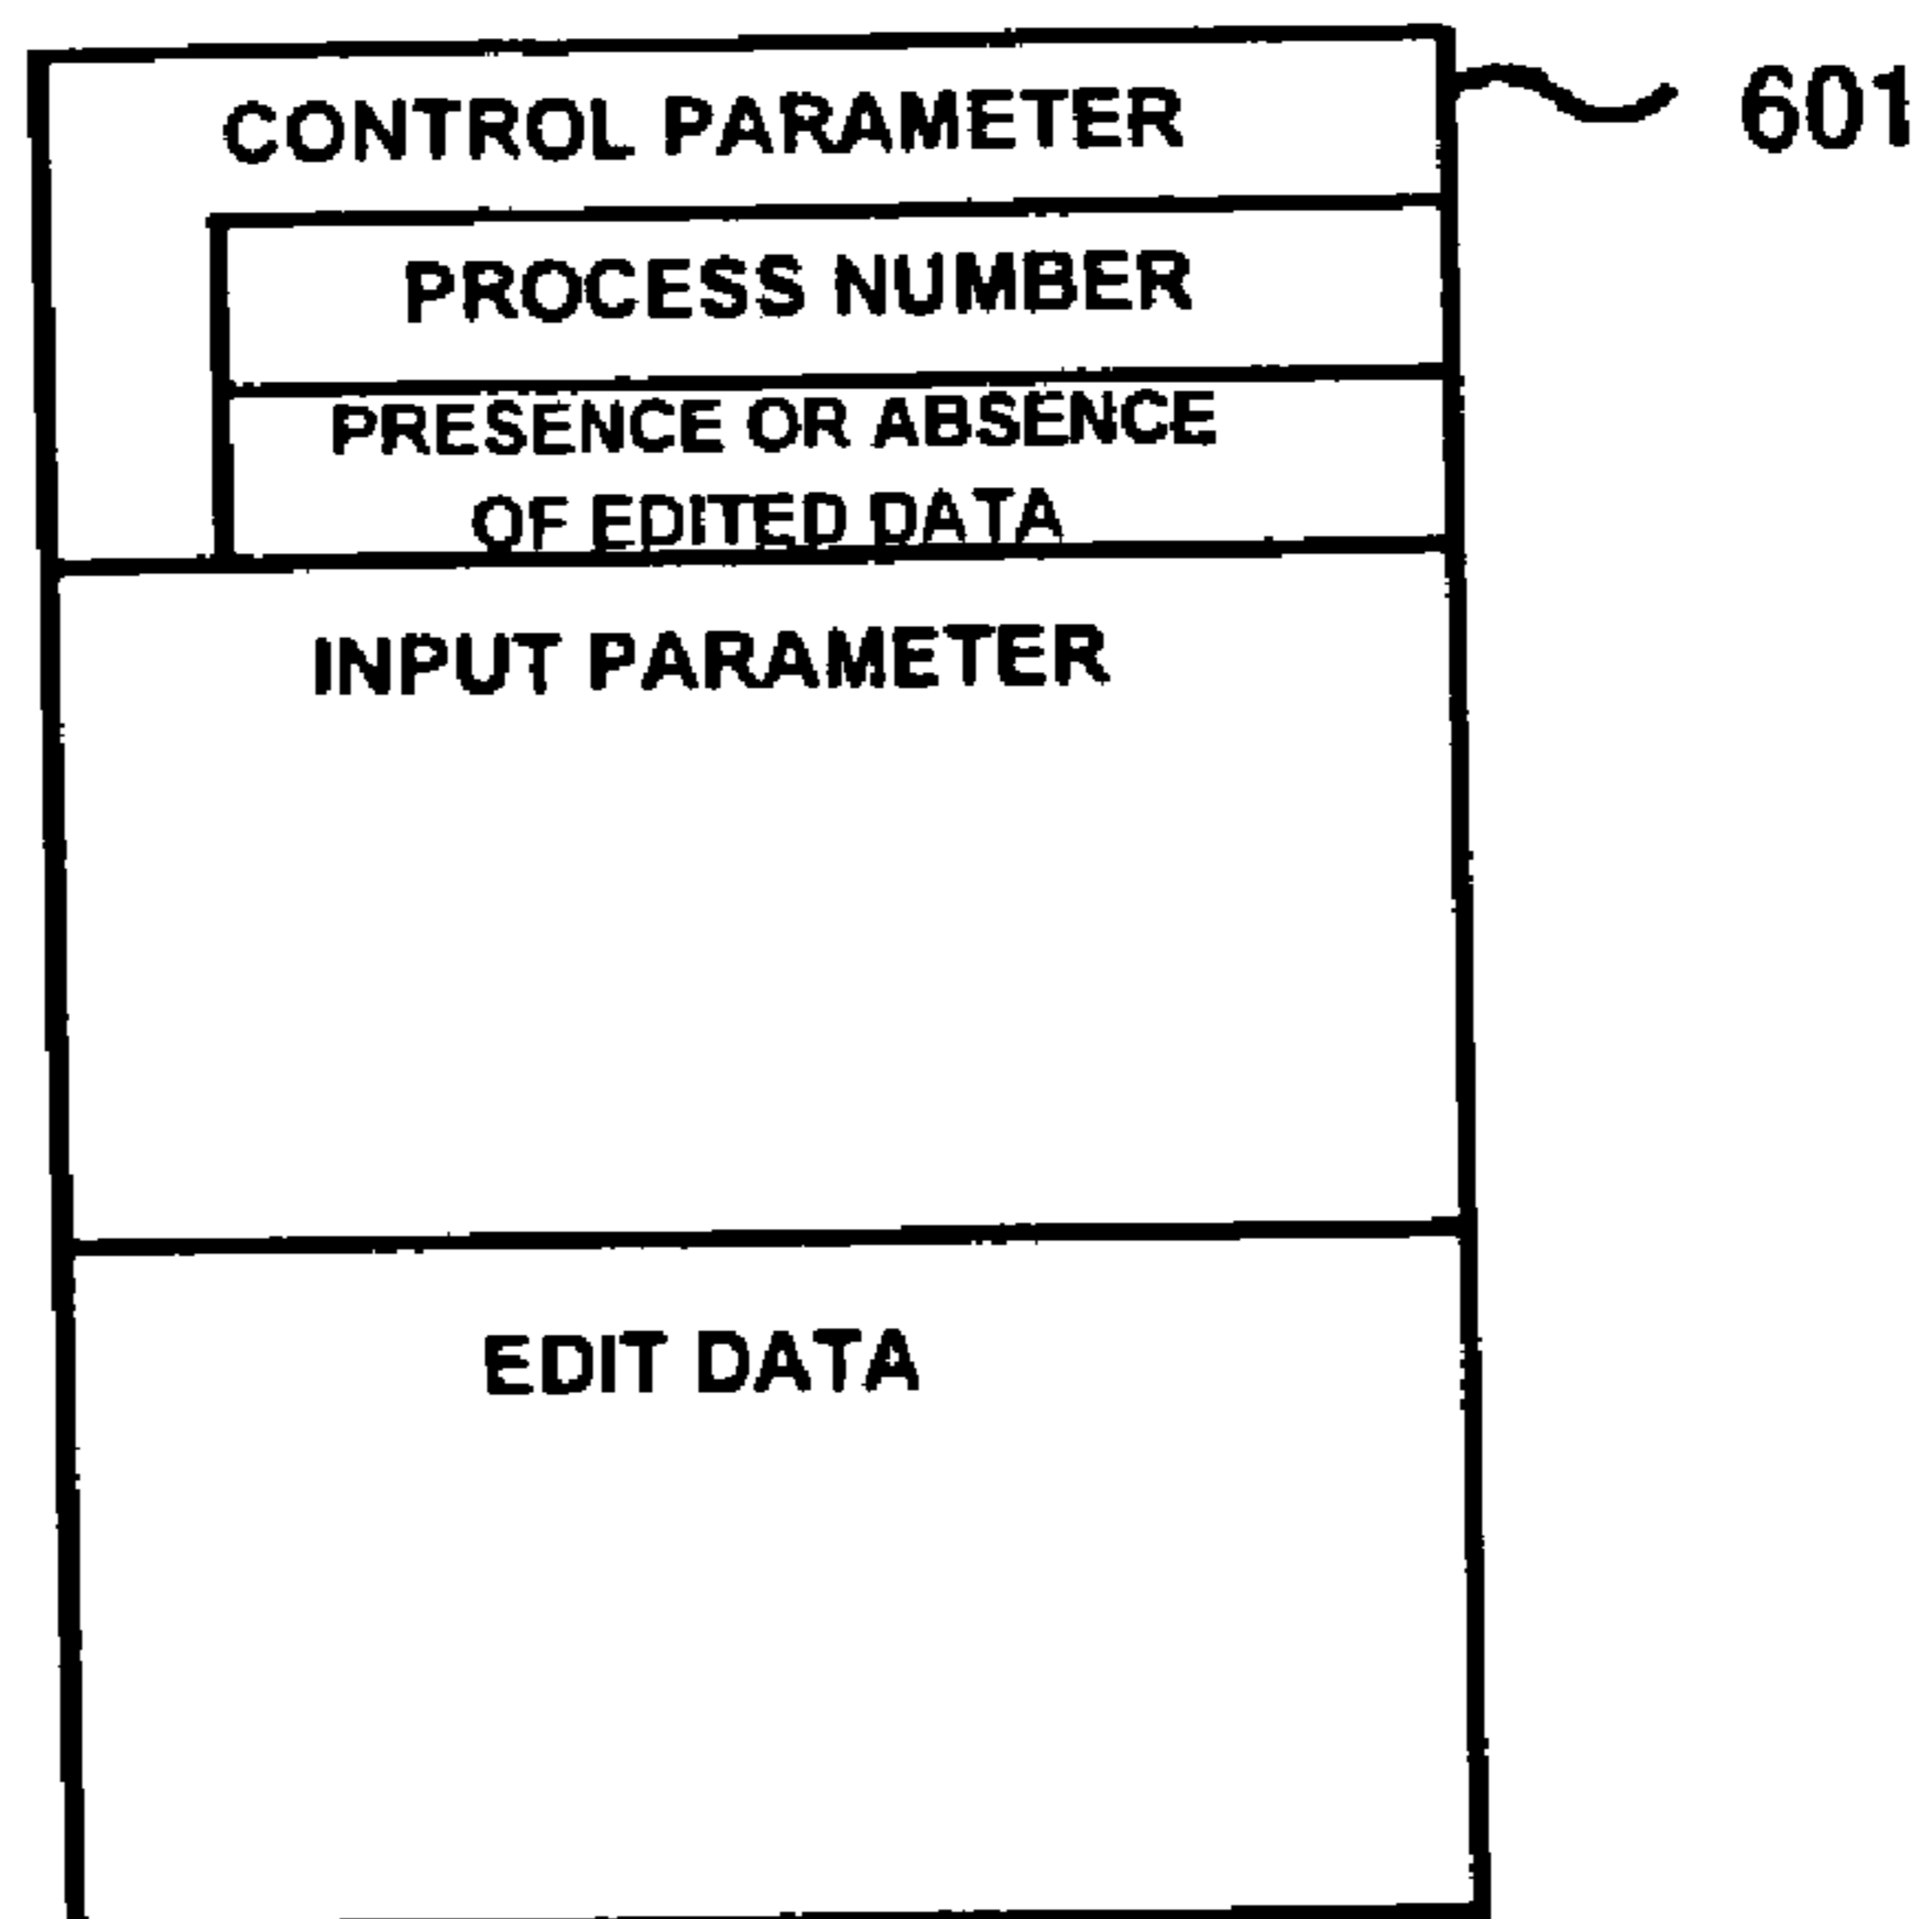 CONTROL PARAMETER
601
PROCESS NUMBER
PRESENCE OR ABSENCE
OF EDITED DATA
INPUT PARAMETER
EDIT DATA